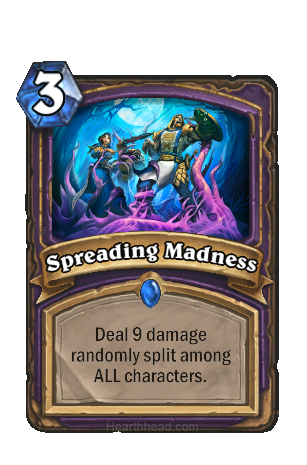 3
Spreading Madness
Deal 9 damage
randomly split among
ALL characters.
Hearthhead.com